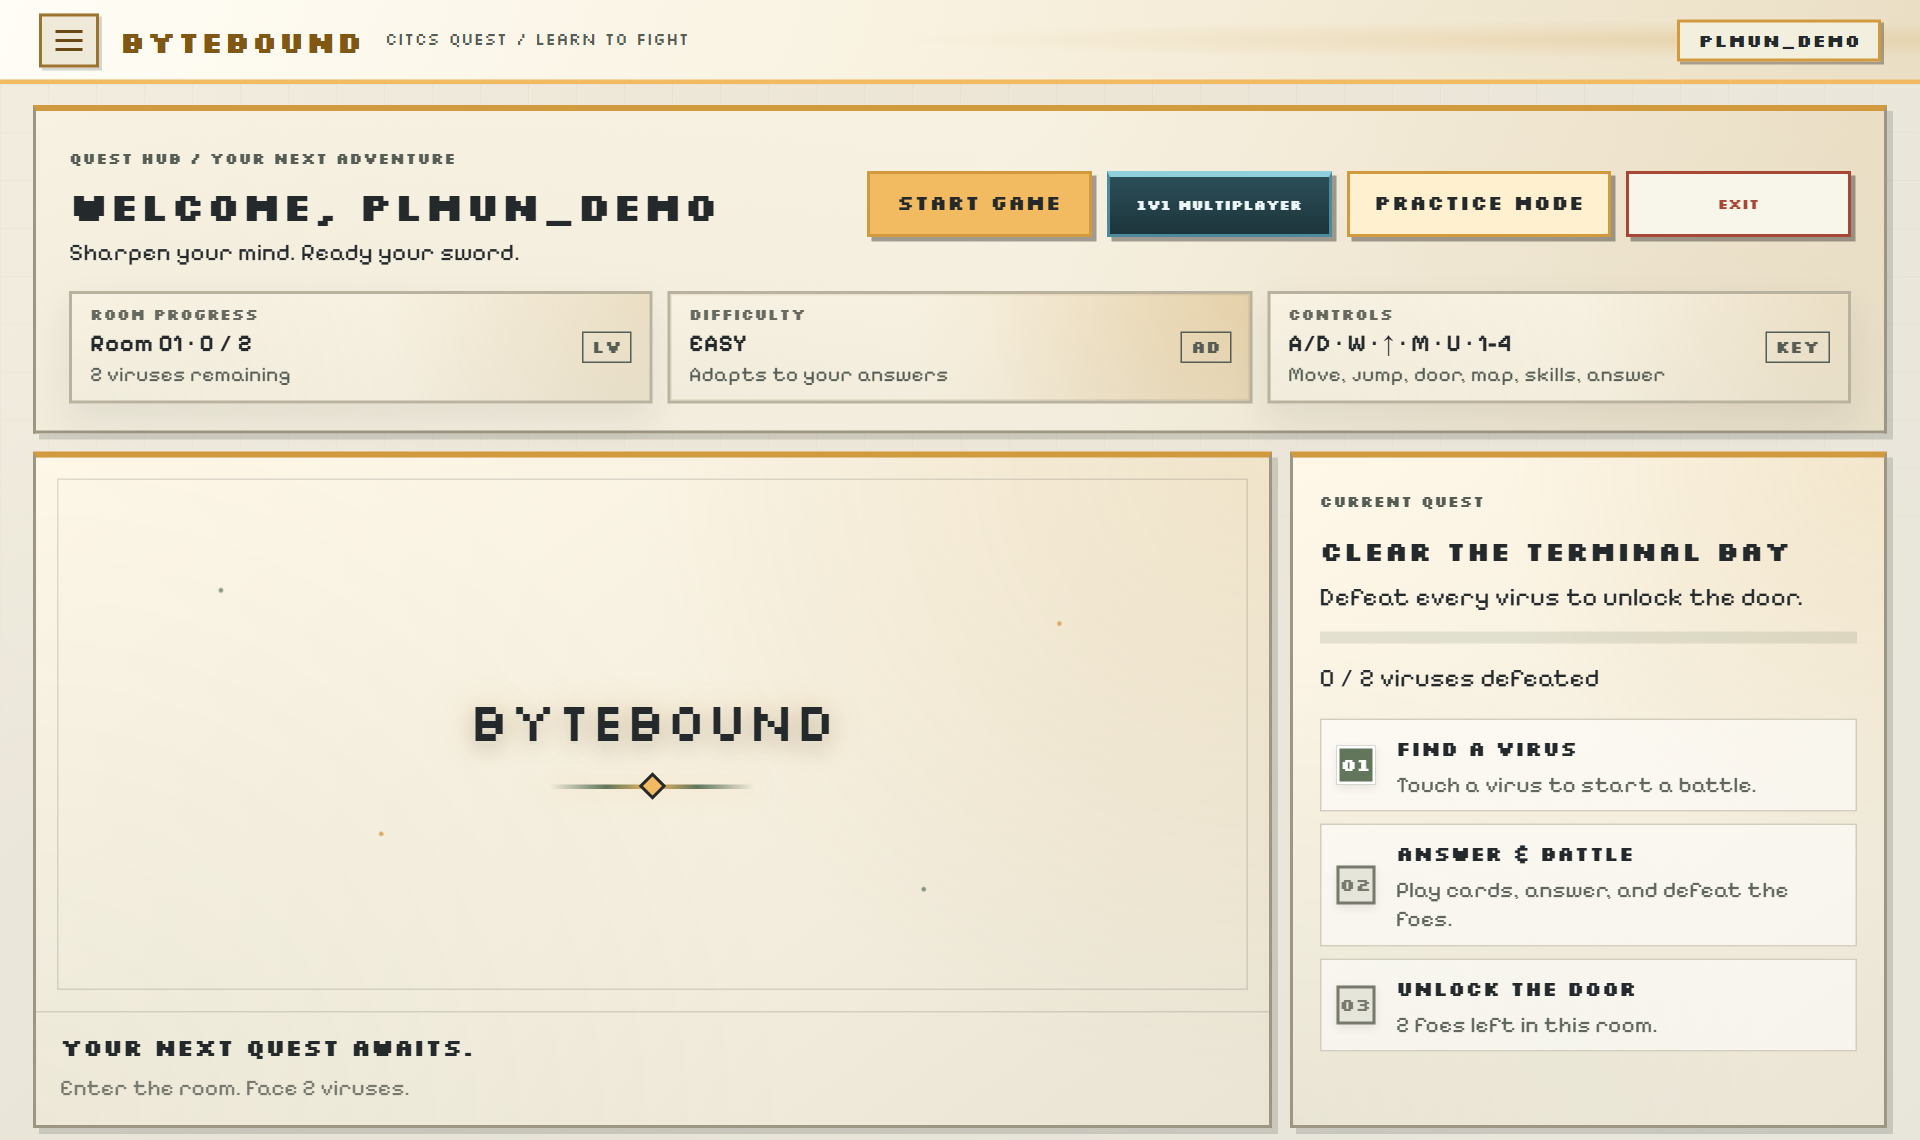 BYTEBOUND
CITCS QUEST / LEARN TO FIGHT
PLMUN_DEMO
QUEST HUB / YOUR NEXT ADVENTURE
WELCOME, PLMUN_DEMO
Sharpen your mind. Ready your sword.
START GAME
1V1 MULTIPLAYER
PRACTICE MODE
EXIT
ROOM PROGRESS
Room 01 · 0 / 2
2 viruses remaining
LV
DIFFICULTY
EASY
Adapts to your answers
AD
CONTROLS
A/D · W · ↑ · M · U · 1-4
Move, jump, door, map, skills, answer
KEY
BYTEBOUND
YOUR NEXT QUEST AWAITS.
Enter the room. Face 2 viruses.
CURRENT QUEST
CLEAR THE TERMINAL BAY
Defeat every virus to unlock the door.
0 / 2 viruses defeated
01
FIND A VIRUS
Touch a virus to start a battle.
02
ANSWER & BATTLE
Play cards, answer, and defeat the
foes.
03
UNLOCK THE DOOR
2 foes left in this room.